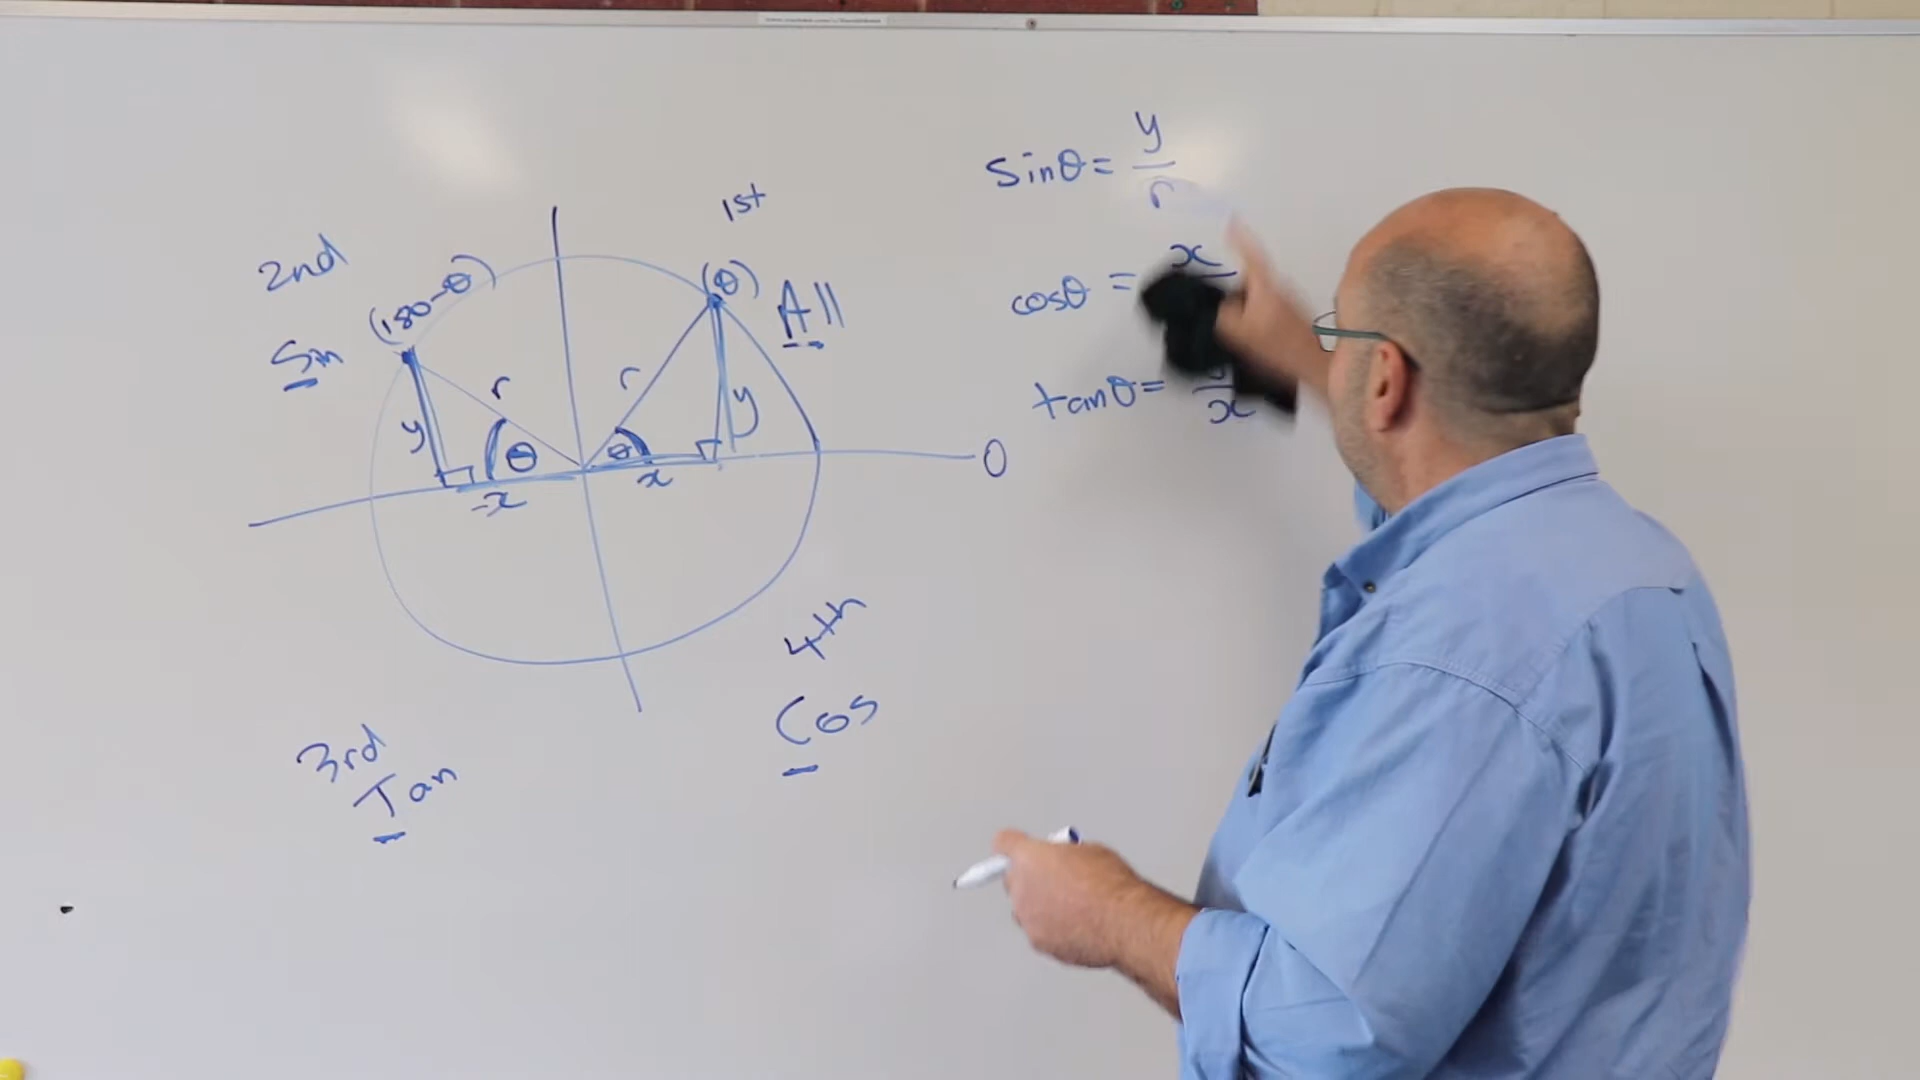 1st
2nd
(180-θ)
(θ)
All
Sin
r
r
y
y
θ
θ
-x
x
0
4th
Cos
3rd
Tan
sinθ = y/r
cosθ = x
tanθ = /x